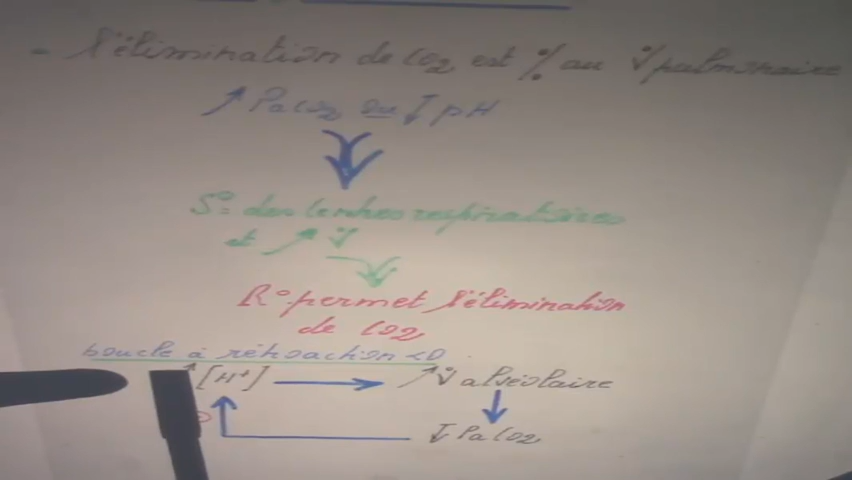 - l'élimination de CO2 est % au V° pulmonaire
↗ PaCO2 ou ↓ pH
S° des centres respiratoires
et ↗ V°
R° permet l'élimination
de CO2
boucle à rétroaction <0
↑ [H+] → ↗ V° alvéolaire
↓ PaCO2